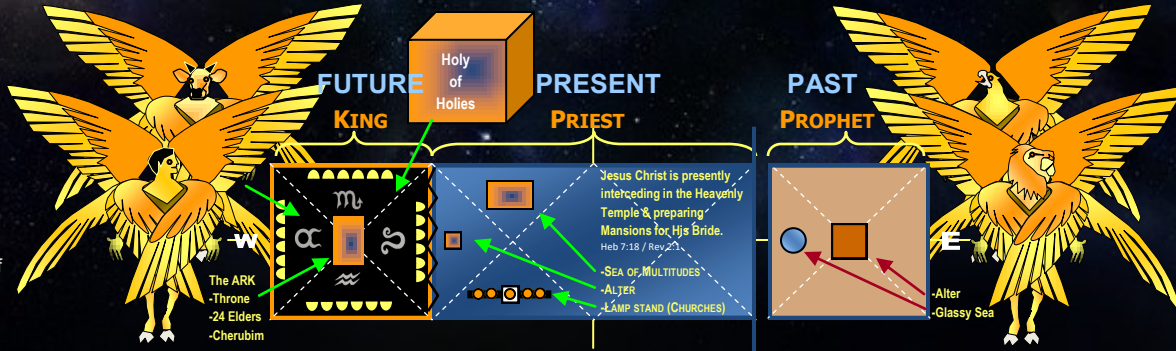 Holy
of
Holies
FUTURE
PRESENT
PAST
KING
PRIEST
PROPHET
Jesus Christ is presently
interceding in the Heavenly
Temple & preparing
Mansions for His Bride.
Heb 7:18 / Rev 2:1
-SEA OF MULTITUDES
-ALTER
-LAMP STAND (CHURCHES)
♏
♒
W
E
The ARK
-Throne
-24 Elders
-Cherubim
-Alter
-Glassy Sea